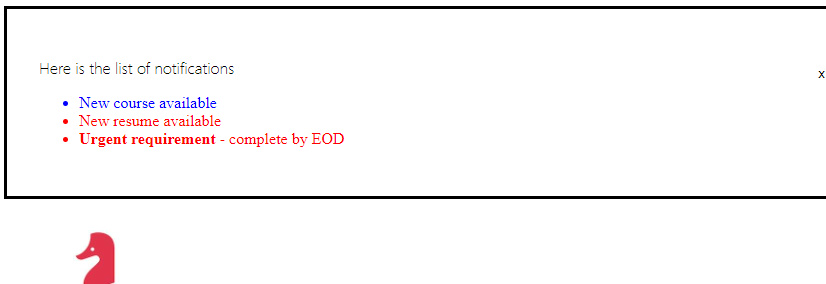 Here is the list of notifications
x
New course available
New resume available
Urgent requirement - complete by EOD